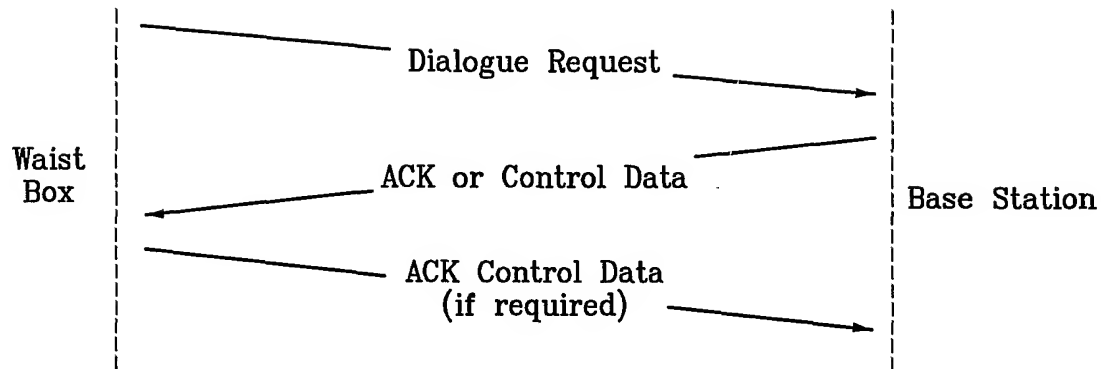 Dialogue Request
Waist
Box
ACK or Control Data
Base Station
ACK Control Data
(if required)